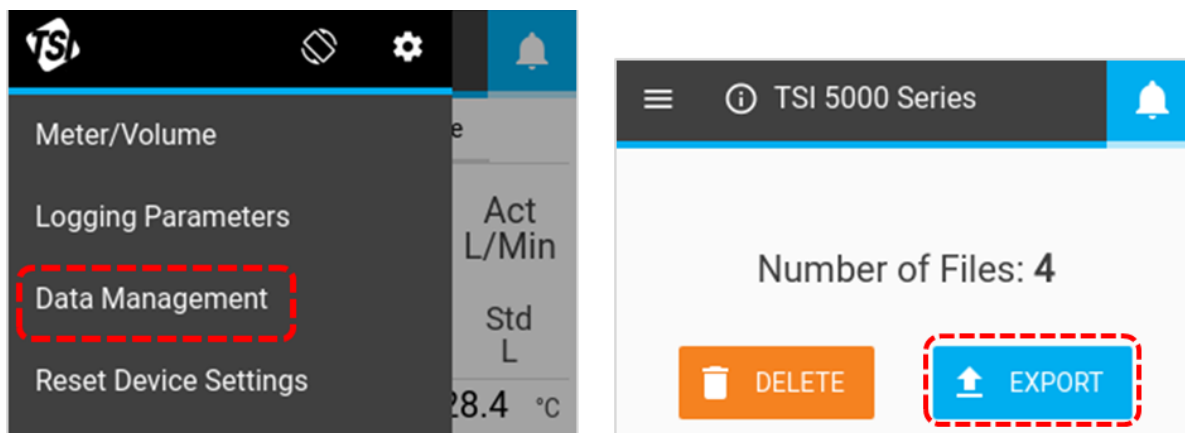 TSI
Meter/Volume
Logging Parameters
Data Management
Reset Device Settings
e
Act
L/Min
Std
L
28.4 °C
TSI 5000 Series
Number of Files: 4
DELETE
EXPORT